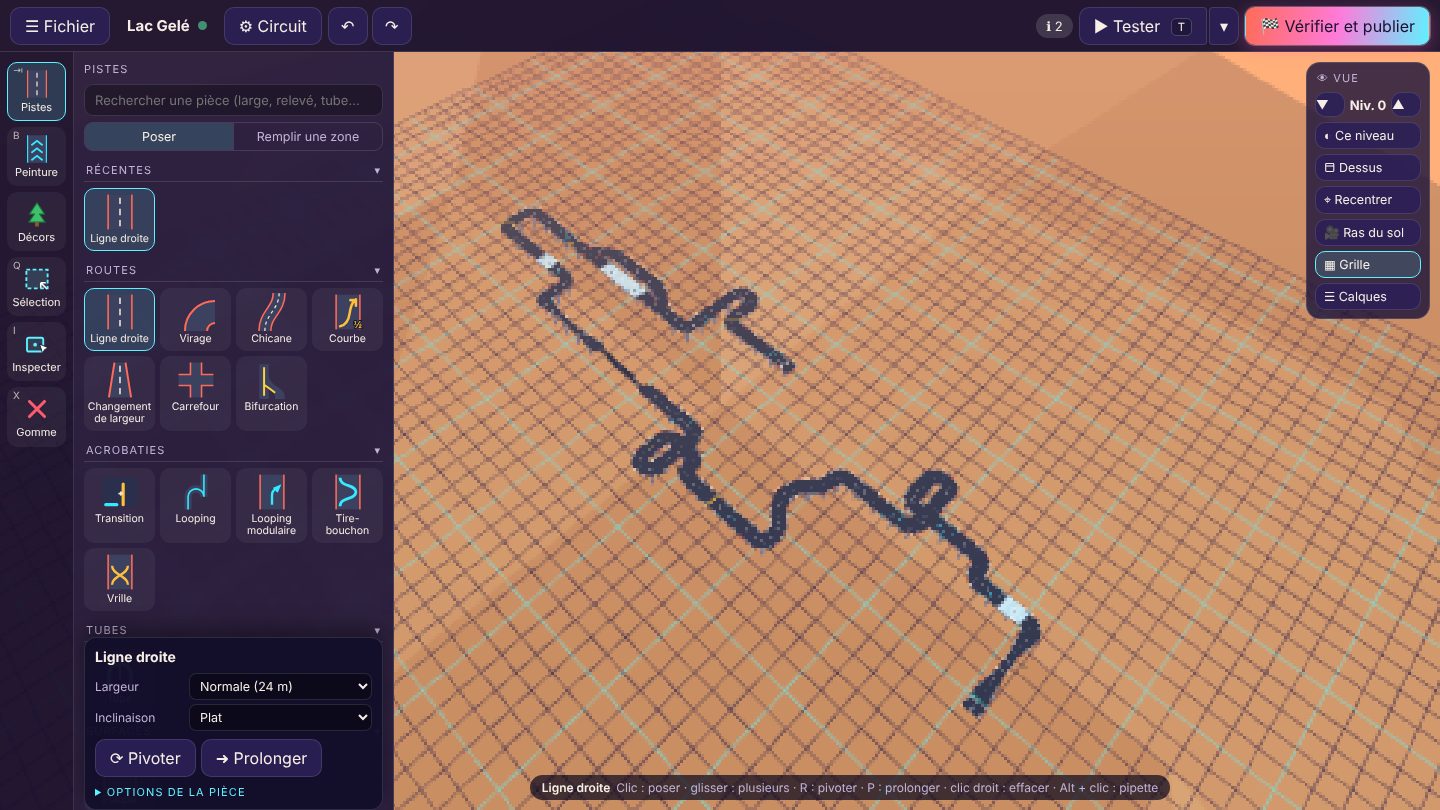 ☰ Fichier
Lac Gelé
⚙ Circuit
↶
↷
ℹ 2
▶ Tester T
▾
🏁 Vérifier et publier
Pistes
B
Peinture
Décors
Q
Sélection
I
Inspecter
X
Gomme
PISTES
Rechercher une pièce (large, relevé, tube...
Poser
Remplir une zone
RÉCENTES
Ligne droite
ROUTES
Ligne droite
Virage
Chicane
Courbe
½
Changement
de largeur
Carrefour
Bifurcation
ACROBATIES
Transition
Looping
Looping
modulaire
Tire-
bouchon
Vrille
TUBES
Ligne droite
Largeur
Normale (24 m)
Inclinaison
Plat
⟳ Pivoter
➜ Prolonger
▸ OPTIONS DE LA PIÈCE
👁 VUE
▼ Niv. 0 ▲
Ce niveau
Dessus
⌖ Recentrer
🎥 Ras du sol
▦ Grille
☰ Calques
Ligne droite Clic : poser · glisser : plusieurs · R : pivoter · P : prolonger · clic droit : effacer · Alt + clic : pipette